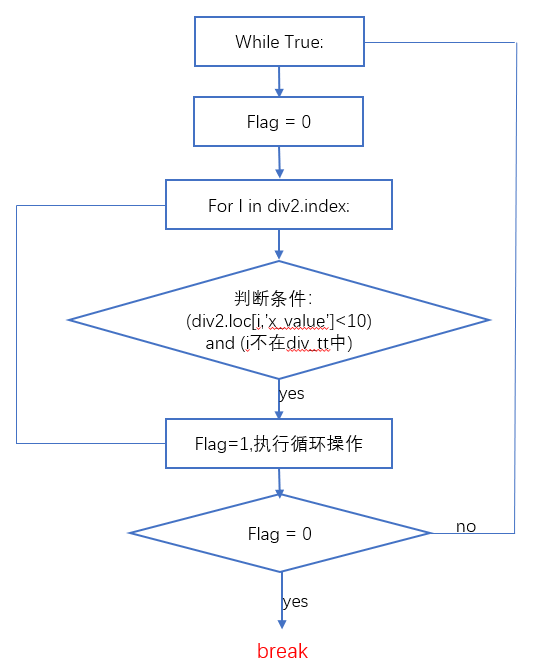 While True:
Flag = 0
For I in div2.index:
判断条件:
(div2.loc[i,'x_value']<10)
and (i不在div_tt中)
yes
Flag=1,执行循环操作
Flag = 0
no
yes
break